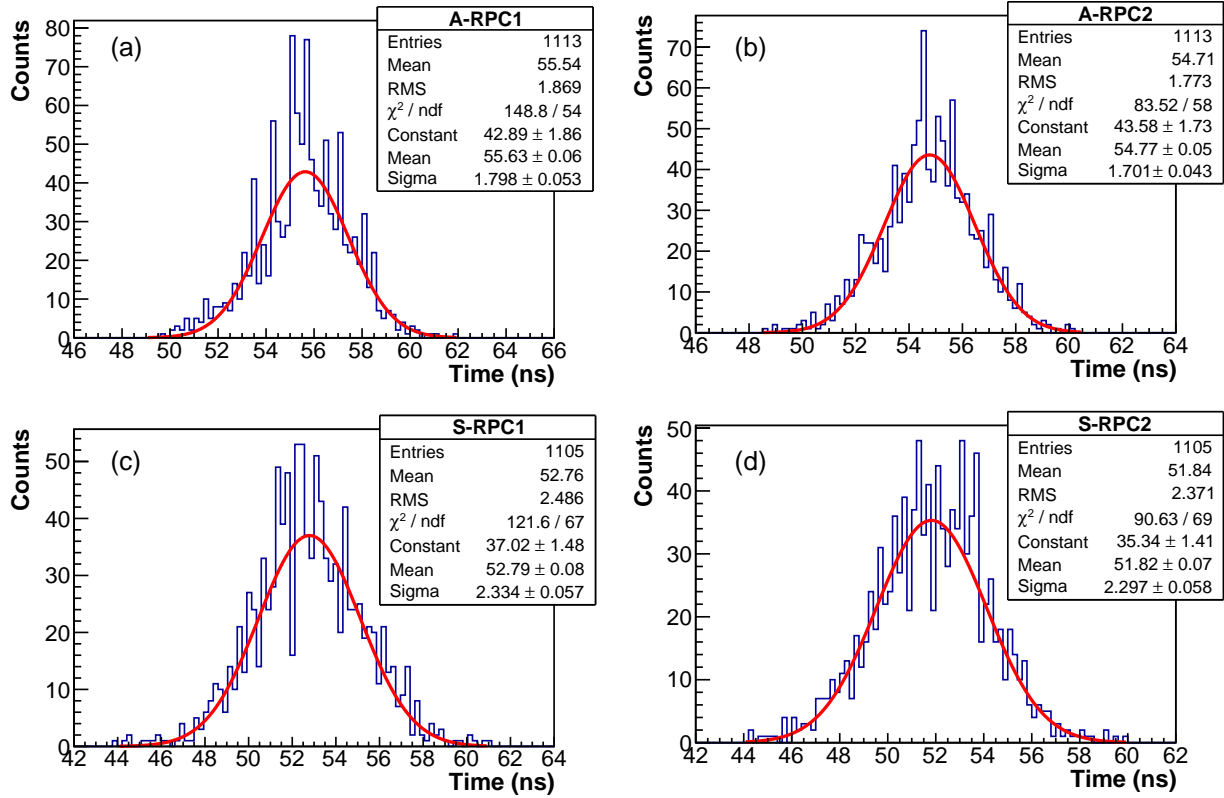 A-RPC1
Entries 1113
Mean 55.54
RMS 1.869
χ² / ndf 148.8 / 54
Constant 42.89 ± 1.86
Mean 55.63 ± 0.06
Sigma 1.798 ± 0.053
(a)
Counts
80
70
60
50
40
30
20
10
0
46 48 50 52 54 56 58 60 62 64 66
Time (ns)
A-RPC2
Entries 1113
Mean 54.71
RMS 1.773
χ² / ndf 83.52 / 58
Constant 43.58 ± 1.73
Mean 54.77 ± 0.05
Sigma 1.701 ± 0.043
(b)
Counts
70
60
50
40
30
20
10
0
46 48 50 52 54 56 58 60 62 64
Time (ns)
S-RPC1
Entries 1105
Mean 52.76
RMS 2.486
χ² / ndf 121.6 / 67
Constant 37.02 ± 1.48
Mean 52.79 ± 0.08
Sigma 2.334 ± 0.057
(c)
Counts
50
40
30
20
10
0
42 44 46 48 50 52 54 56 58 60 62 64
Time (ns)
S-RPC2
Entries 1105
Mean 51.84
RMS 2.371
χ² / ndf 90.63 / 69
Constant 35.34 ± 1.41
Mean 51.82 ± 0.07
Sigma 2.297 ± 0.058
(d)
Counts
50
40
30
20
10
0
42 44 46 48 50 52 54 56 58 60 62
Time (ns)